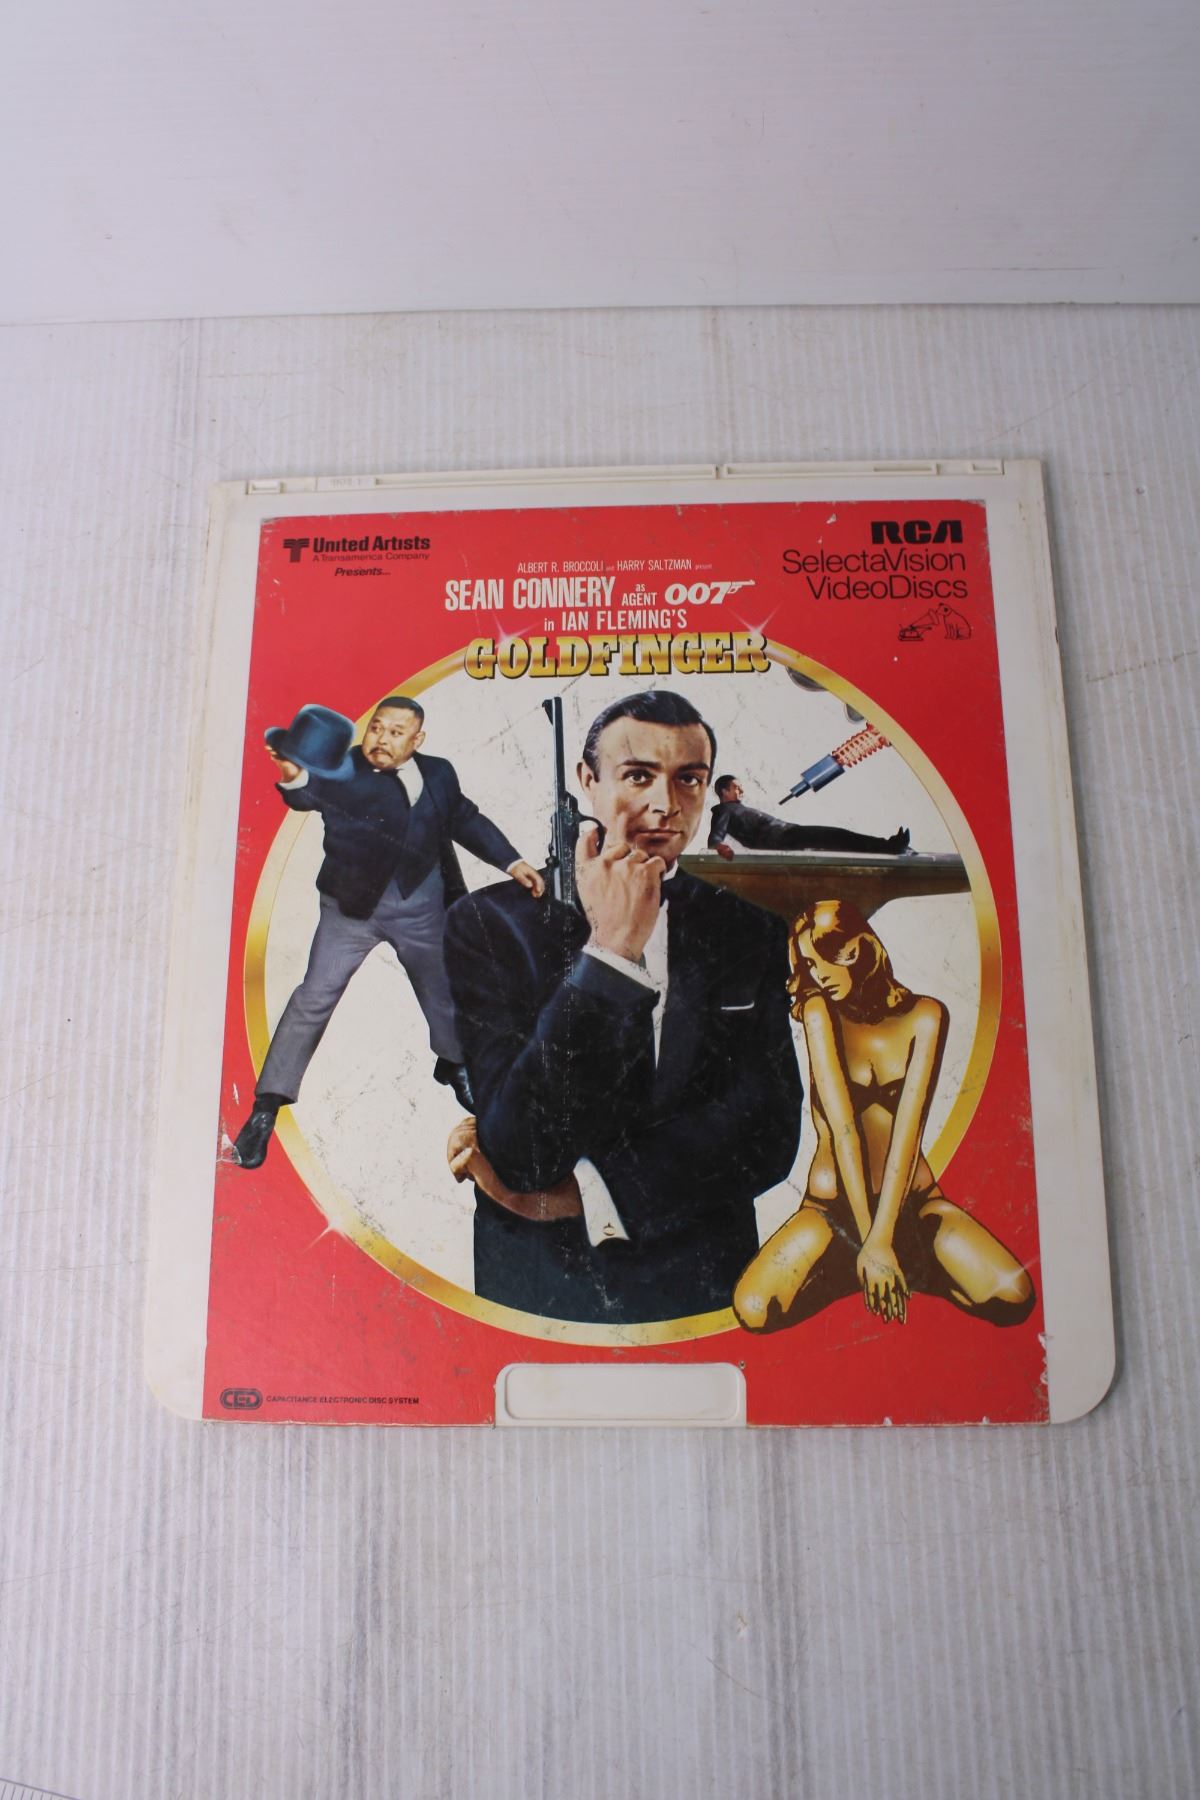 United Artists
A Transamerica Company
Presents...
RCA
SelectaVision
VideoDiscs
ALBERT R. BROCCOLI and HARRY SALTZMAN present
SEAN CONNERY as AGENT 007
in IAN FLEMING'S
GOLDFINGER
CED CAPACITANCE ELECTRONIC DISC SYSTEM